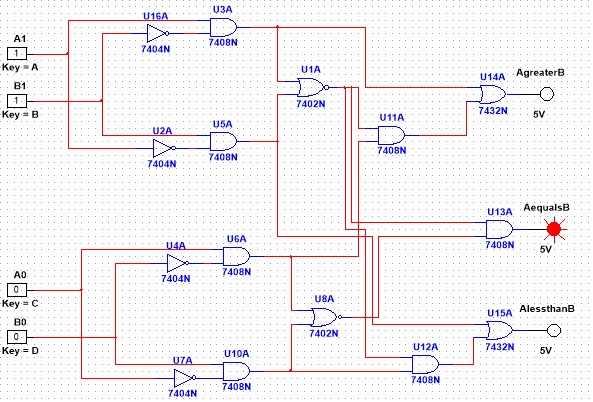 U3A
U16A
7404N
7408N
A1
1
Key = A
B1
1
Key = B
U1A
7402N
U14A
7432N
AgreaterB
5V
U11A
7408N
U2A
7404N
U5A
7408N
U13A
7408N
AequalsB
5V
U4A
7404N
U6A
7408N
A0
0
Key = C
B0
0
Key = D
U8A
7402N
U15A
7432N
AlessthanB
5V
U7A
7404N
U10A
7408N
U12A
7408N